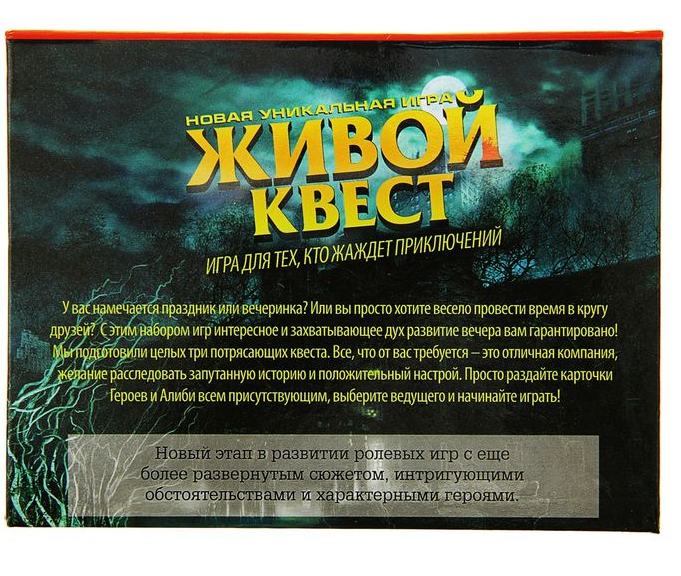 НОВАЯ УНИКАЛЬНАЯ ИГРА
ЖИВОЙ
КВЕСТ
ИГРА ДЛЯ ТЕХ, КТО ЖАЖДЕТ ПРИКЛЮЧЕНИЙ
У вас намечается праздник или вечеринка? Или вы просто хотите весело провести время в кругу
друзей? С этим набором игр интересное и захватывающее дух развитие вечера вам гарантировано!
Мы подготовили целых три потрясающих квеста. Все, что от вас требуется – это отличная компания,
желание расследовать запутанную историю и положительный настрой. Просто раздайте карточки
Героев и Алиби всем присутствующим, выберите ведущего и начинайте играть!
Новый этап в развитии ролевых игр с еще
более развернутым сюжетом, интригующими
обстоятельствами и характерными героями.